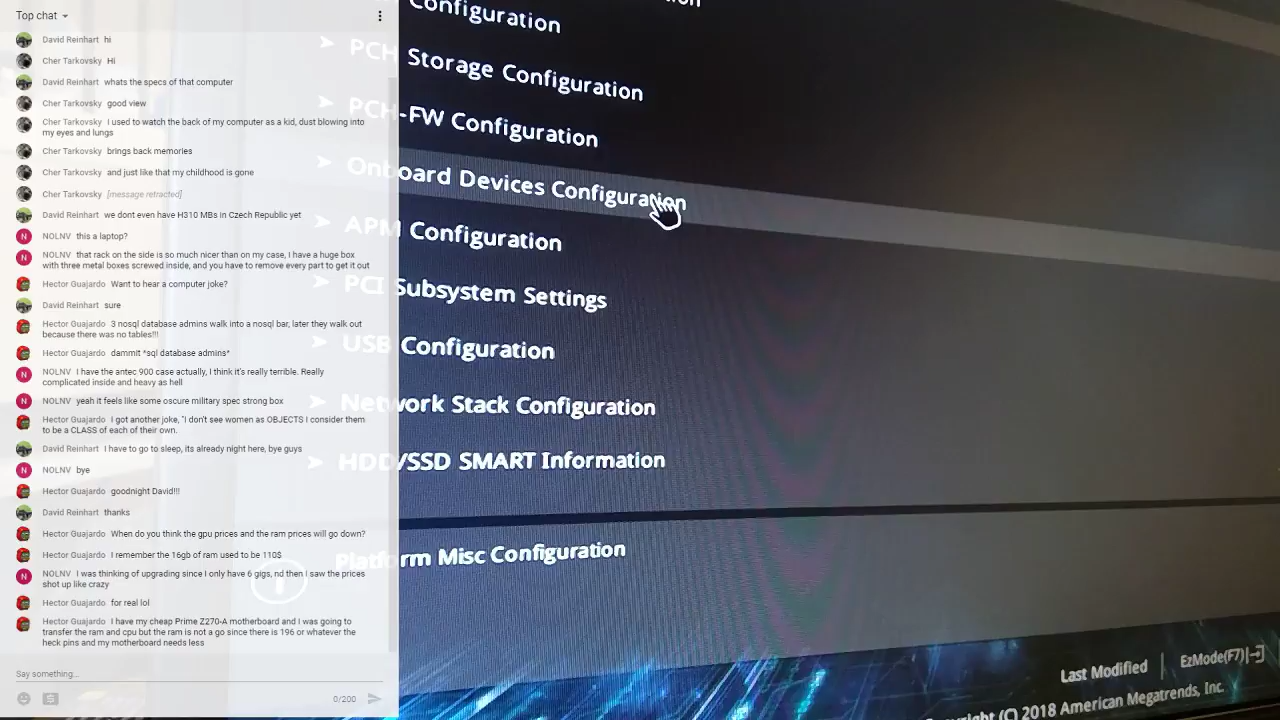 Top chat
David Reinhart hi
Cher Tarkovsky Hi
David Reinhart whats the specs of that computer
Cher Tarkovsky good view
Cher Tarkovsky I used to watch the back of my computer as a kid, dust blowing into
my eyes and lungs
Cher Tarkovsky brings back memories
Cher Tarkovsky and just like that my childhood is gone
Cher Tarkovsky [message retracted]
David Reinhart we dont even have H310 MBs in Czech Republic yet
N NOLNV this a laptop?
N NOLNV that rack on the side is so much nicer than on my case, I have a huge box
with three metal boxes screwed inside, and you have to remove every part to get it out
Hector Guajardo Want to hear a computer joke?
David Reinhart sure
Hector Guajardo 3 nosql database admins walk into a nosql bar, later they walk out
because there was no tables!!!
Hector Guajardo dammit *sql database admins*
N NOLNV I have the antec 900 case actually, I think it's really terrible. Really
complicated inside and heavy as hell
N NOLNV yeah it feels like some oscure military spec strong box
Hector Guajardo I got another joke, "I don't see women as OBJECTS I consider them
to be a CLASS of each of their own.
David Reinhart I have to go to sleep, its already night here, bye guys
N NOLNV bye
Hector Guajardo goodnight David!!!
David Reinhart thanks
Hector Guajardo When do you think the gpu prices and the ram prices will go down?
Hector Guajardo I remember the 16gb of ram used to be 110$
N NOLNV I was thinking of upgrading since I only have 6 gigs, nd then I saw the prices
shot up like crazy
Hector Guajardo for real lol
Hector Guajardo I have my cheap Prime Z270-A motherboard and I was going to
transfer the ram and cpu but the ram is not a go since there is 196 or whatever the
heck pins and my motherboard needs less
Say something...
0/200
Configuration
PCH Storage Configuration
PCH-FW Configuration
Onboard Devices Configuration
APM Configuration
PCI Subsystem Settings
USB Configuration
Network Stack Configuration
HDD/SSD SMART Information
Platform Misc Configuration
Last Modified
EzMode(F7)
(C) 2018 American Megatrends, Inc.